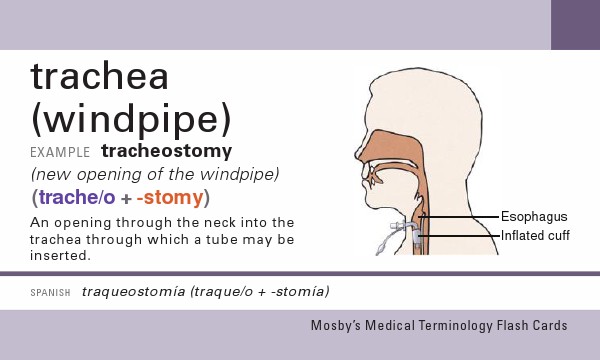 trachea
(windpipe)
EXAMPLE tracheostomy
(new opening of the windpipe)
(trache/o + -stomy)
An opening through the neck into the
trachea through which a tube may be
inserted.
Esophagus
Inflated cuff
SPANISH traqueostomía (traque/o + -stomía)
Mosby's Medical Terminology Flash Cards